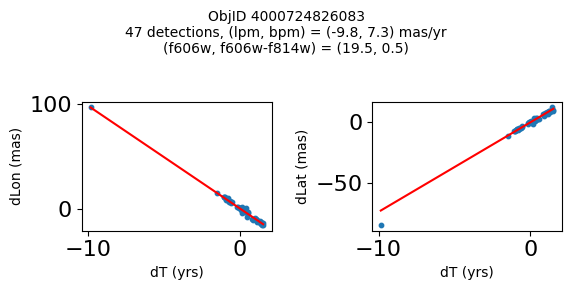 ObjID 4000724826083
47 detections, (lpm, bpm) = (-9.8, 7.3) mas/yr
(f606w, f606w-f814w) = (19.5, 0.5)
dLon (mas)
100
0
−10
0
dT (yrs)
dLat (mas)
0
−50
−10
0
dT (yrs)